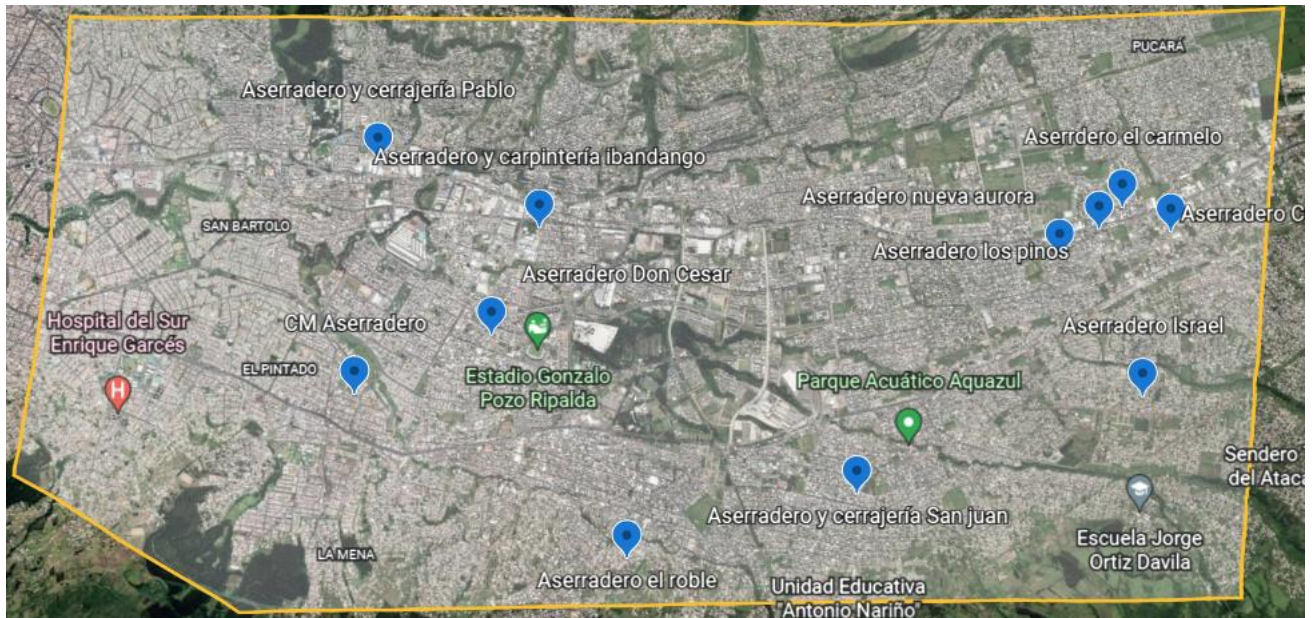 PUCARÁ
Aserradero y cerrajería Pablo
Aserrdero el carmelo
Aserradero y carpintería ibandango
Aserradero nueva aurora
Aserradero C
SAN BARTOLO
Aserradero los pinos
Aserradero Don Cesar
Hospital del Sur
Enrique Garcés
CM Aserradero
Aserradero Israel
EL PINTADO
Estadio Gonzalo
Pozo Ripalda
Parque Acuático Aquazul
H
Sendero
del Ataca
Aserradero y cerrajería San juan
Escuela Jorge
Ortiz Davila
LA MENA
Aserradero el roble
Unidad Educativa
"Antonio Nariño"